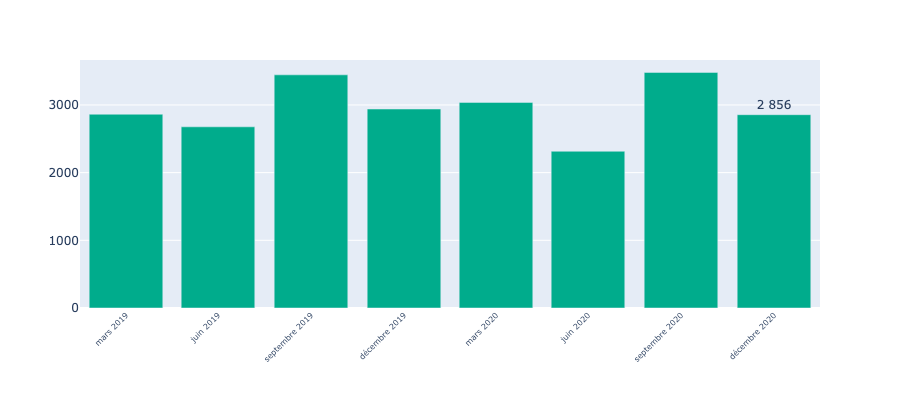 3000
2000
1000
0
2 856
mars 2019
juin 2019
septembre 2019
décembre 2019
mars 2020
juin 2020
septembre 2020
décembre 2020